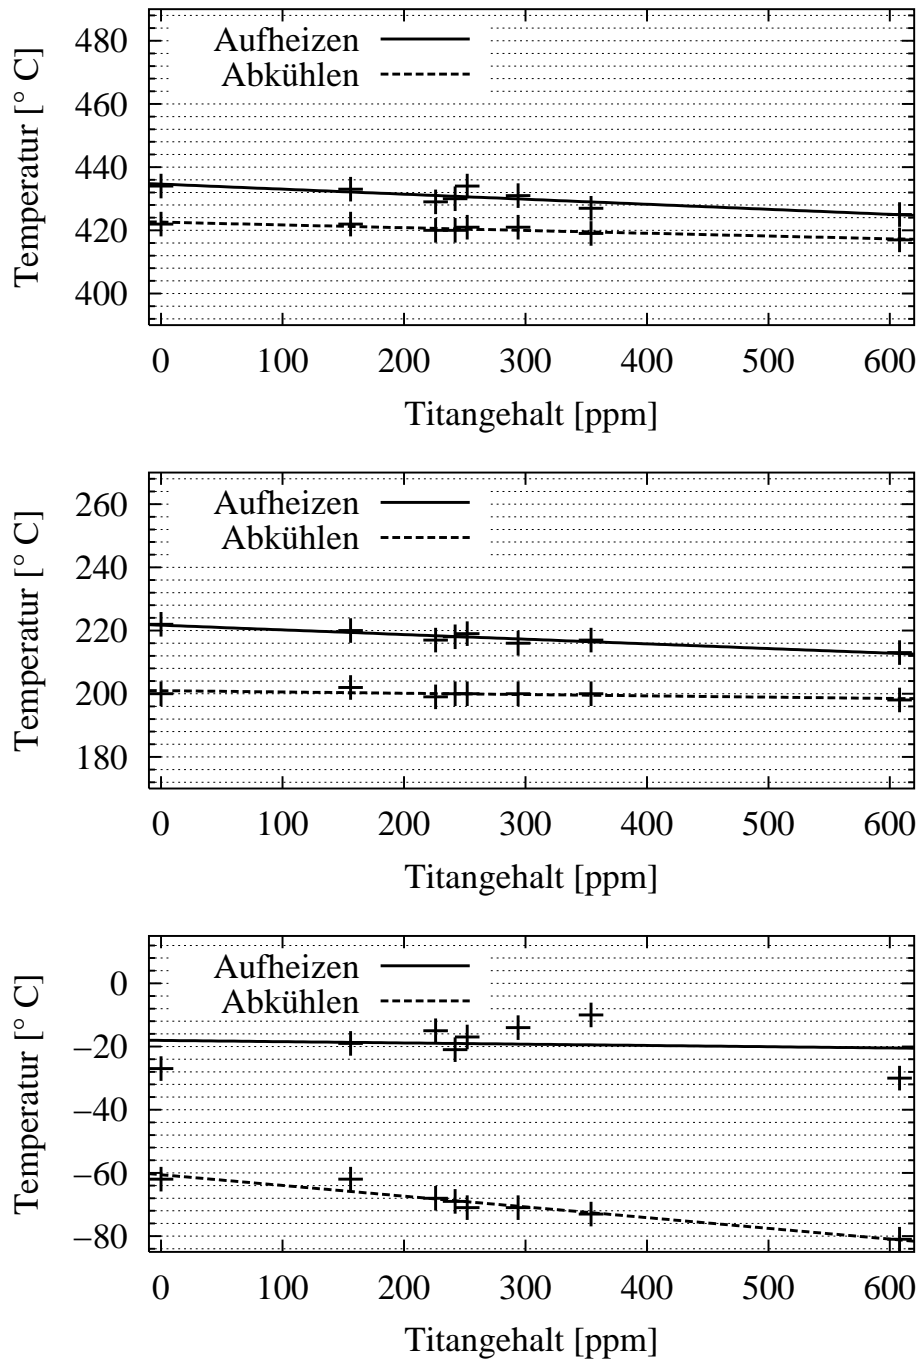 480
460
440
420
400
Temperatur [° C]
Aufheizen
Abkühlen
0 100 200 300 400 500 600
Titangehalt [ppm]
260
240
220
200
180
Temperatur [° C]
Aufheizen
Abkühlen
0 100 200 300 400 500 600
Titangehalt [ppm]
0
−20
−40
−60
−80
Temperatur [° C]
Aufheizen
Abkühlen
0 100 200 300 400 500 600
Titangehalt [ppm]